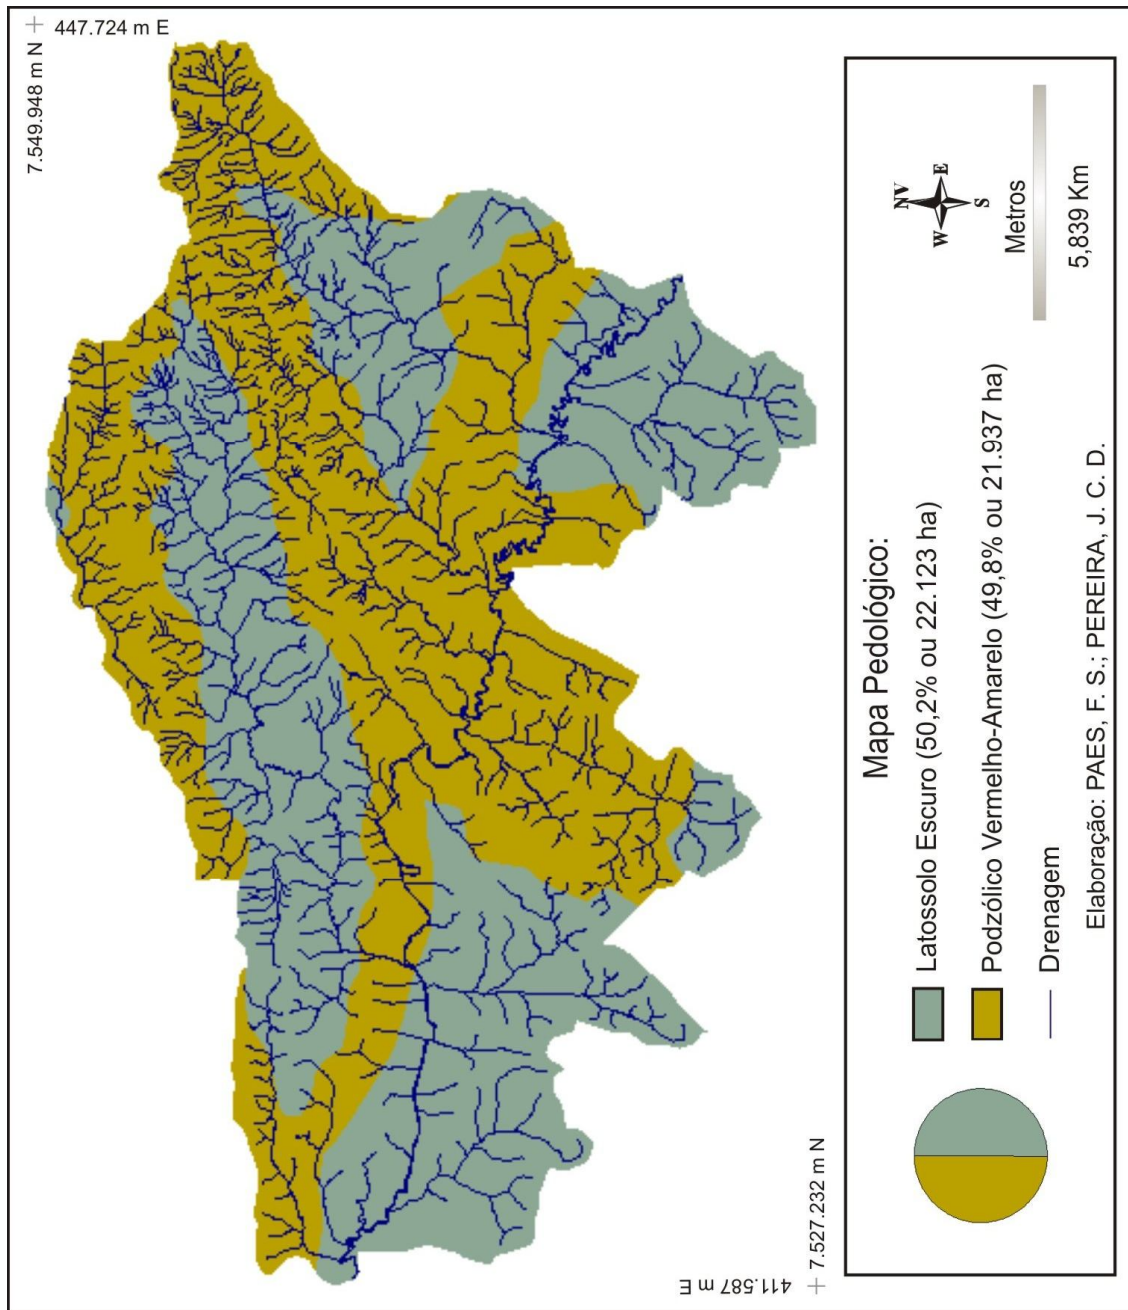 447.724 m E
7.549.948 m N
Mapa Pedológico:
Latossolo Escuro (50,2% ou 22.123 ha)
Podzólico Vermelho-Amarelo (49,8% ou 21.937 ha)
Drenagem
Elaboração: PAES, F. S.; PEREIRA, J. C. D.
W
E
S
Metros
5,839 Km
411.587 m E
7.527.232 m N